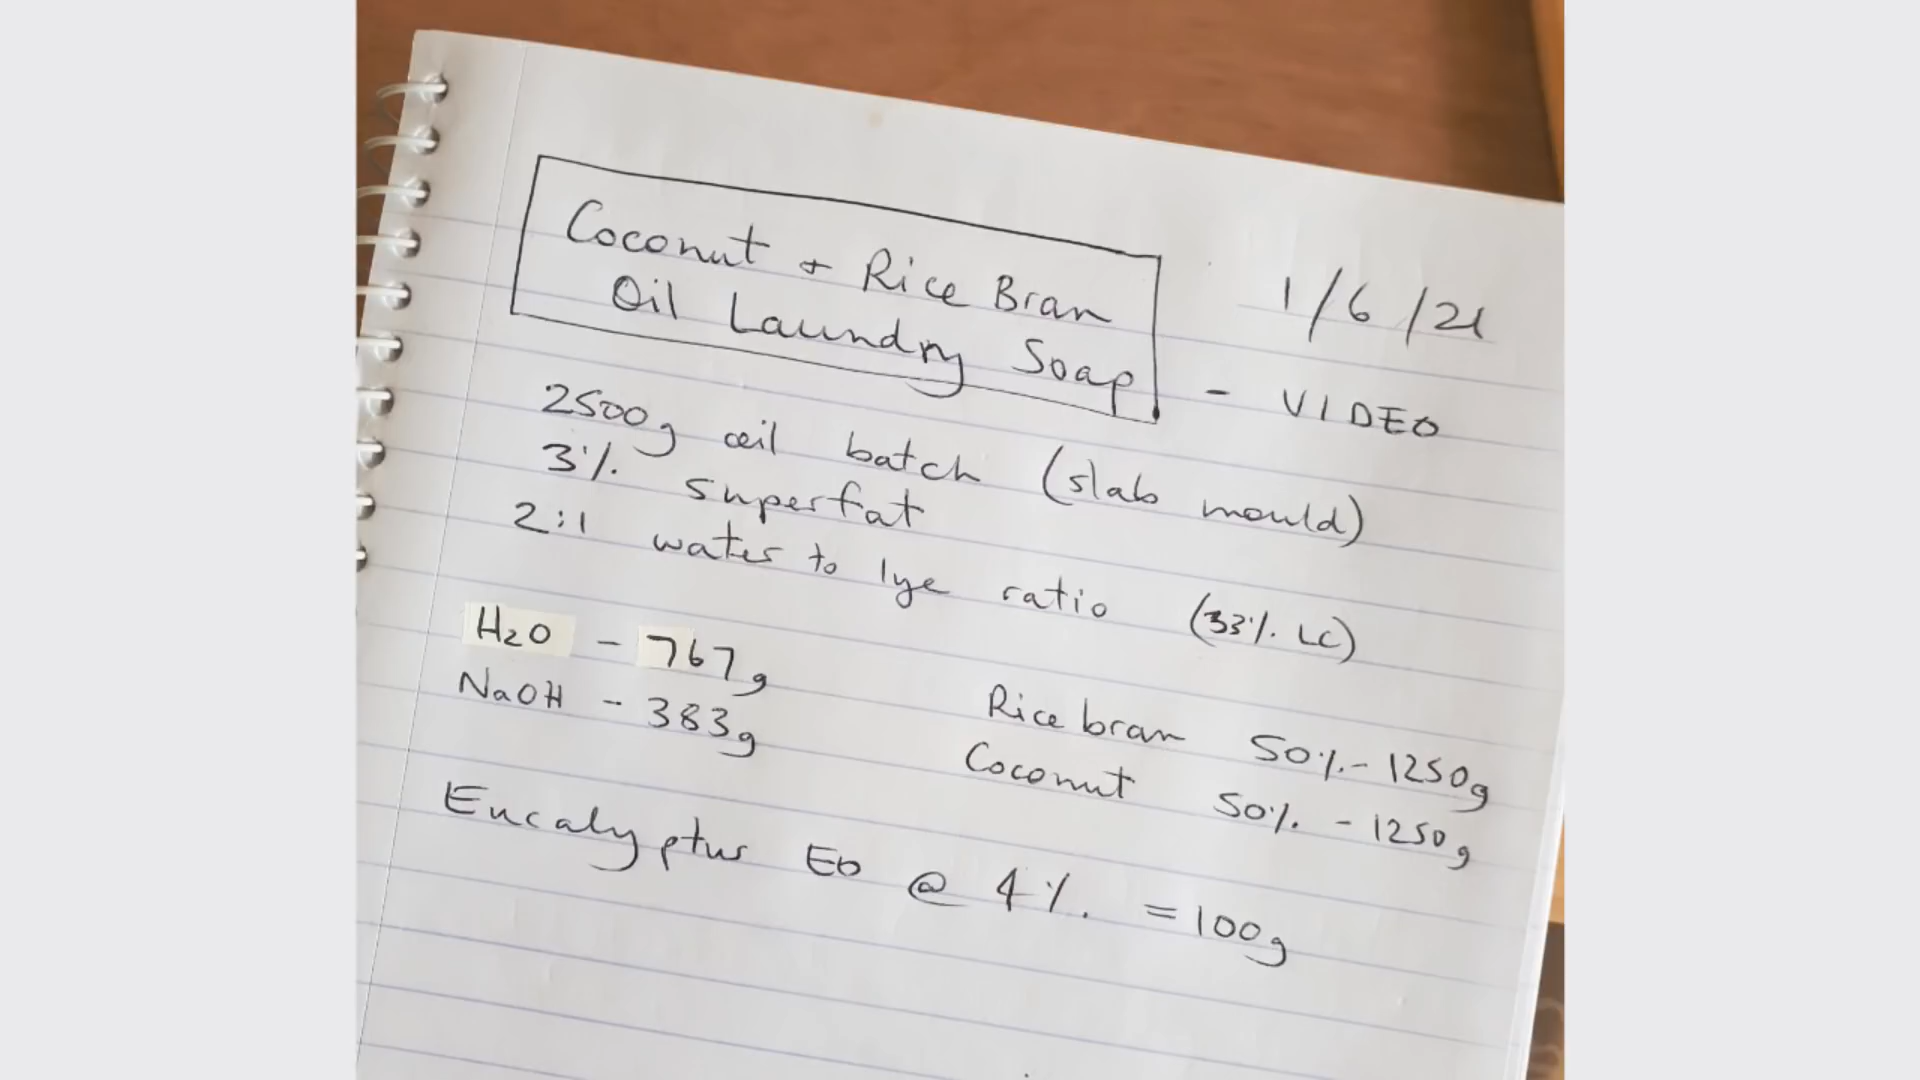 Coconut + Rice Bran
Oil Laundry Soap
1/6/21
- VIDEO
2500g oil batch (slab mould)
3% superfat
2:1 water to lye ratio (33% LC)
H2O - 767g
NaOH - 383g
Rice bran 50% - 1250g
Coconut 50% - 1250g
Eucalyptus EO @ 4% = 100g